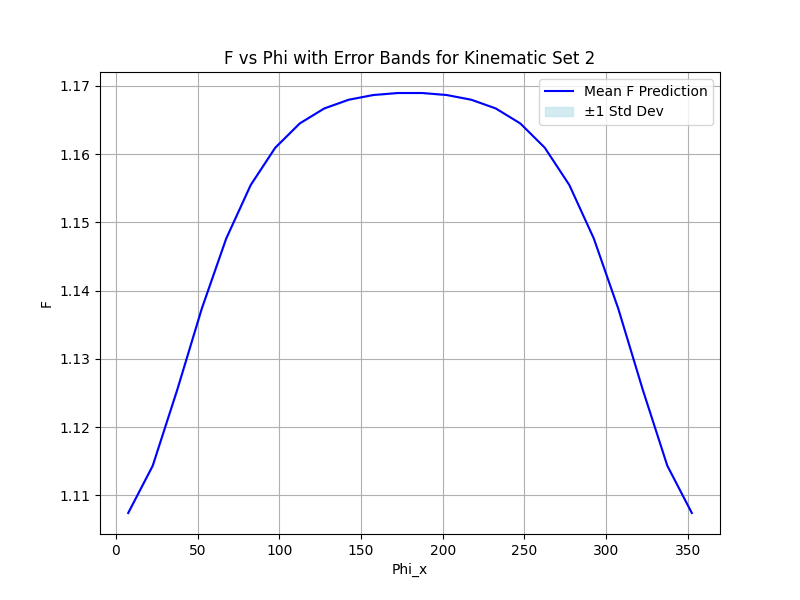 F vs Phi with Error Bands for Kinematic Set 2
Mean F Prediction
±1 Std Dev
1.17
1.16
1.15
1.14
1.13
1.12
1.11
F
0 50 100 150 200 250 300 350
Phi_x